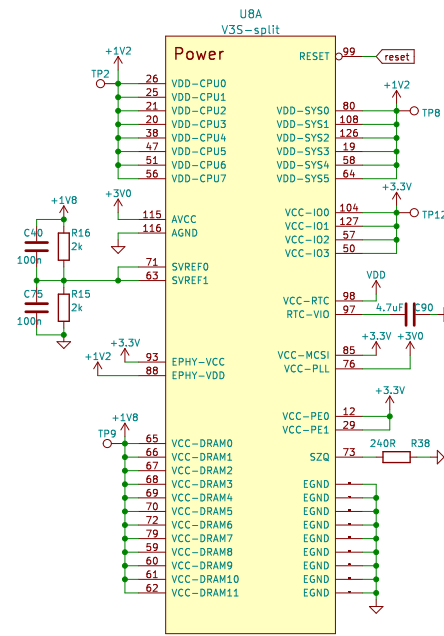 U8A
V3S-split
Power
RESET 99 reset
+1V2
TP2
26 VDD-CPU0
25 VDD-CPU1
21 VDD-CPU2
20 VDD-CPU3
38 VDD-CPU4
47 VDD-CPU5
51 VDD-CPU6
56 VDD-CPU7
+1V2
VDD-SYS0 80 TP8
VDD-SYS1 108
VDD-SYS2 126
VDD-SYS3 19
VDD-SYS4 58
VDD-SYS5 64
+3V0
115 AVCC
116 AGND
+3.3V
VCC-IO0 104 TP12
VCC-IO1 127
VCC-IO2 57
VCC-IO3 50
+1V8
C40 R16
100n 2k
71 SVREF0
63 SVREF1
C75 R15
100n 2k
VDD
VCC-RTC 98
RTC-VIO 97 4.7uF C90
+3.3V
+1V2
93 EPHY-VCC
88 EPHY-VDD
+3.3V +3V0
VCC-MCSI 85
VCC-PLL 76
+3.3V
VCC-PE0 12
VCC-PE1 29
SZQ 73 240R R38
+1V8
TP9
65 VCC-DRAM0
66 VCC-DRAM1
67 VCC-DRAM2
68 VCC-DRAM3
69 VCC-DRAM4
70 VCC-DRAM5
72 VCC-DRAM6
79 VCC-DRAM7
59 VCC-DRAM8
60 VCC-DRAM9
61 VCC-DRAM10
62 VCC-DRAM11
EGND -
EGND -
EGND -
EGND -
EGND -
EGND -
EGND -
EGND -
EGND -